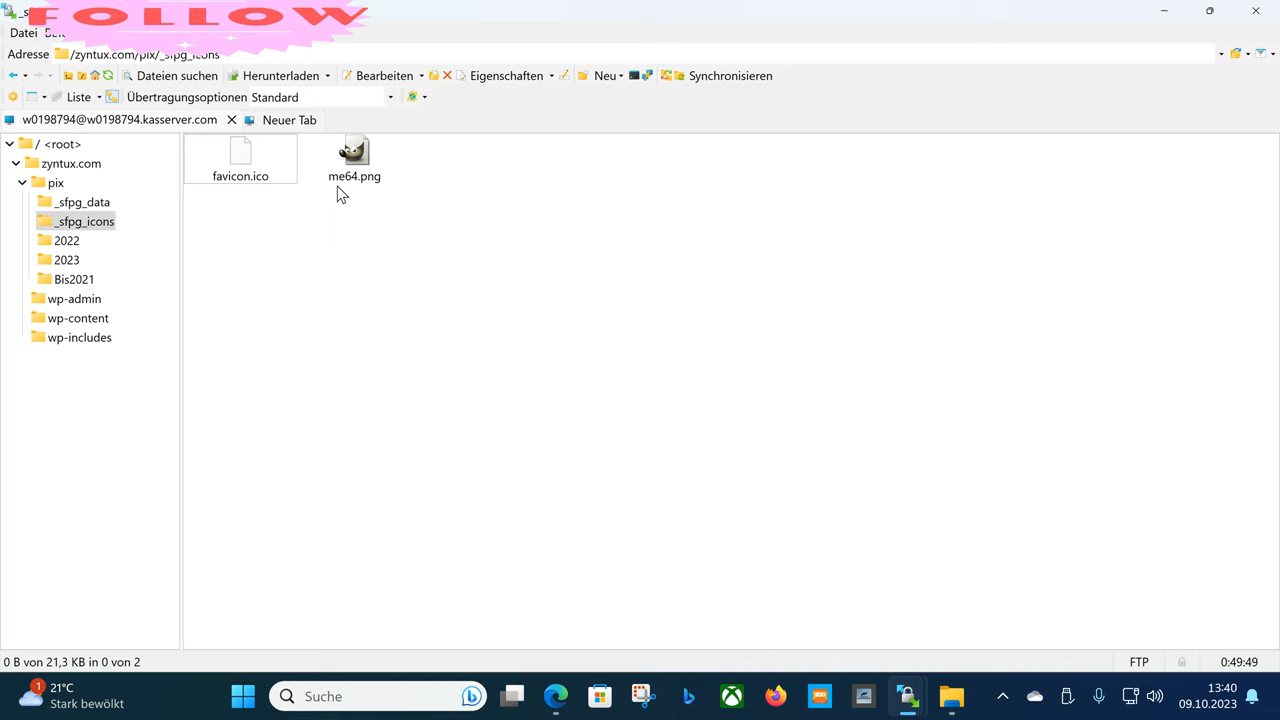 FOLLOW
Datei
Adresse /zyntux.com/pix/_sfpg_icons
Dateien suchen Herunterladen Bearbeiten Eigenschaften Neu Synchronisieren
Liste Übertragungsoptionen Standard
w0198794@w0198794.kasserver.com Neuer Tab
/ <root>
zyntux.com
pix
_sfpg_data
_sfpg_icons
2022
2023
Bis2021
wp-admin
wp-content
wp-includes
favicon.ico
me64.png
0 B von 21,3 KB in 0 von 2
FTP
0:49:49
1
21°C
Stark bewölkt
Suche
13:40
09.10.2023